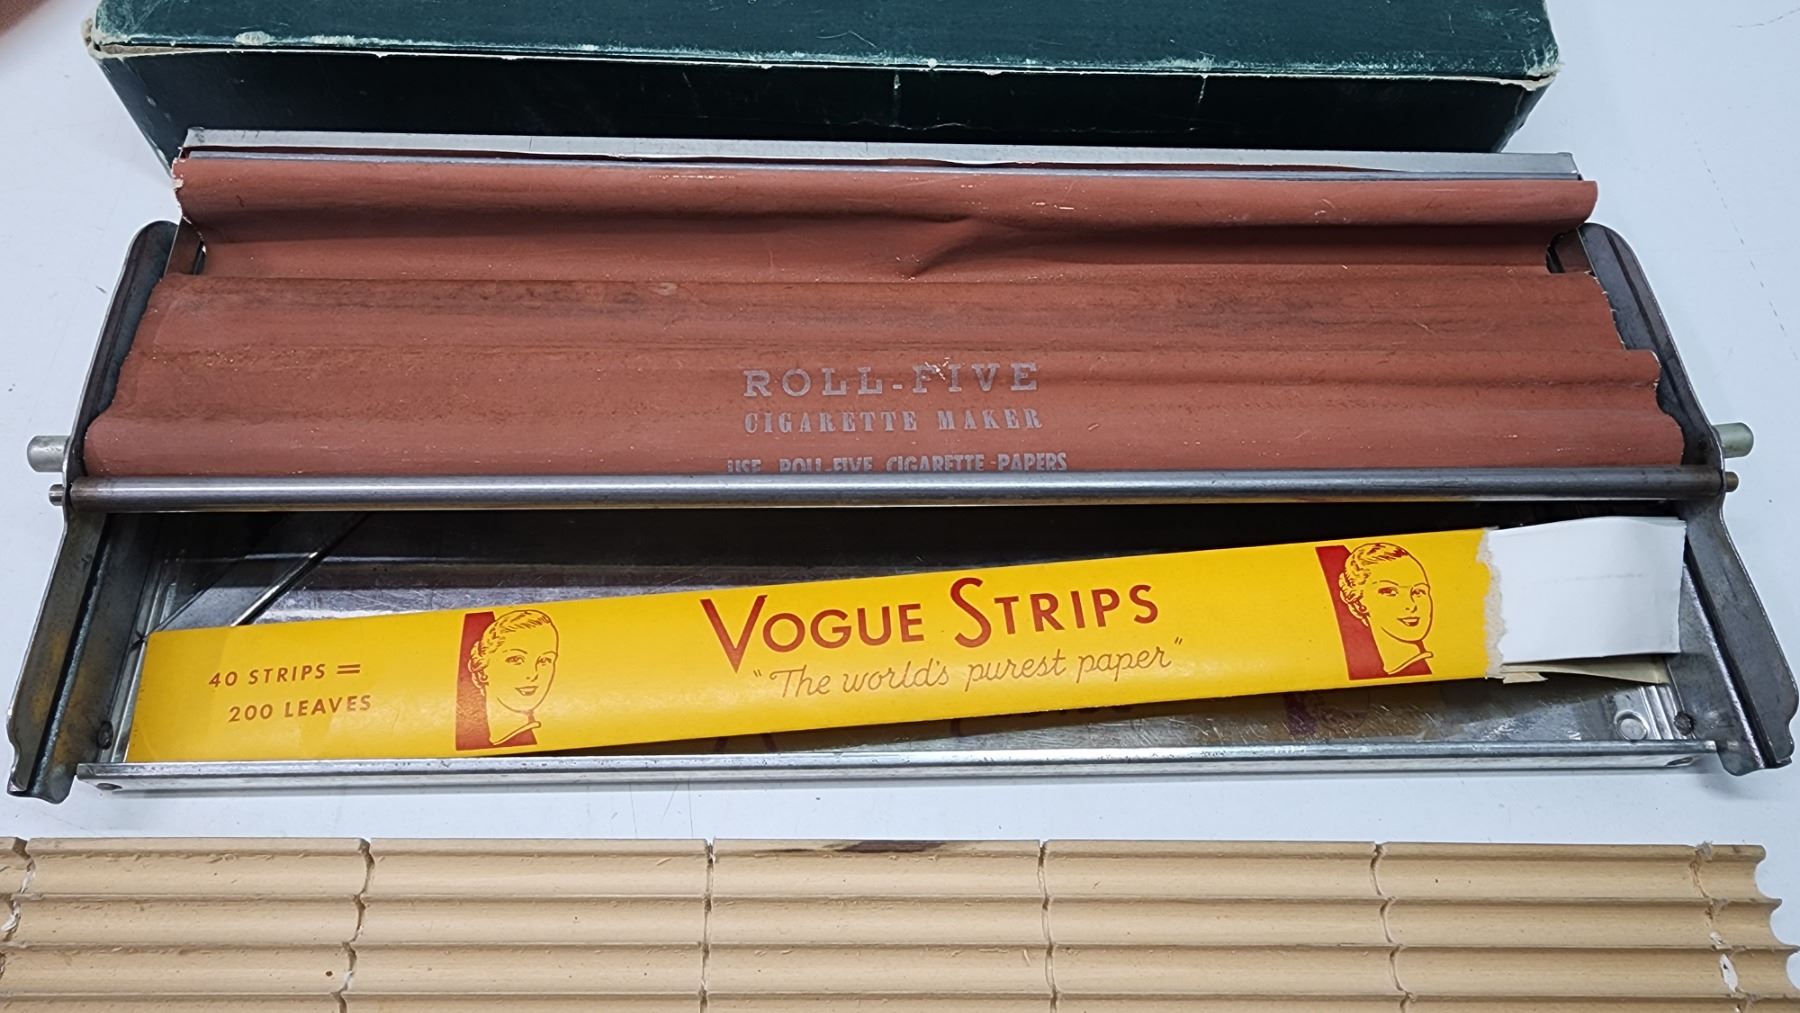 ROLL-FIVE
CIGARETTE MAKER
USE ROLL-FIVE CIGARETTE-PAPERS
40 STRIPS =
200 LEAVES
VOGUE STRIPS
"The world's purest paper"